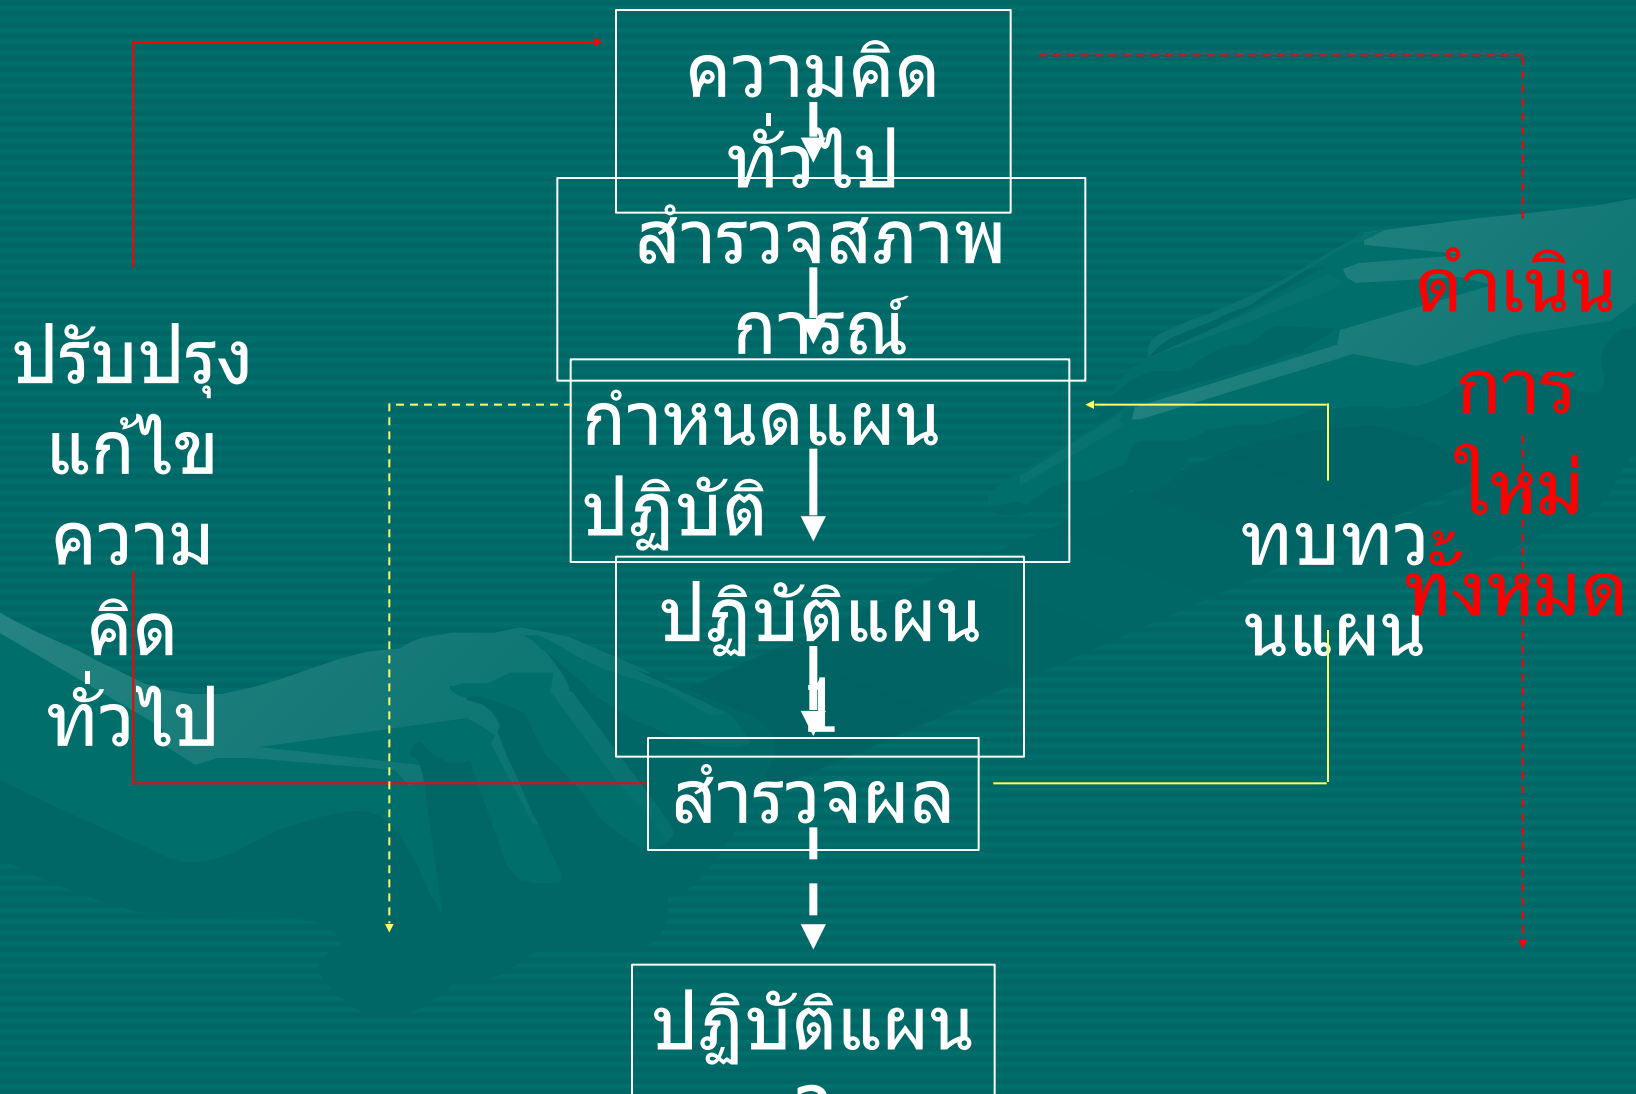 ความคิด
ทั่วไป
สำรวจสภาพ
การณ์
กำหนดแผน
ปฏิบัติ
ปฏิบัติแผน
1
สำรวจผล
ปฏิบัติแผน
ปรับปรุง
แก้ไข
ความ
คิด
ทั่วไป
ทบทว
นแผน
ดำเนิน
การ
ใหม่
ทั้งหมด